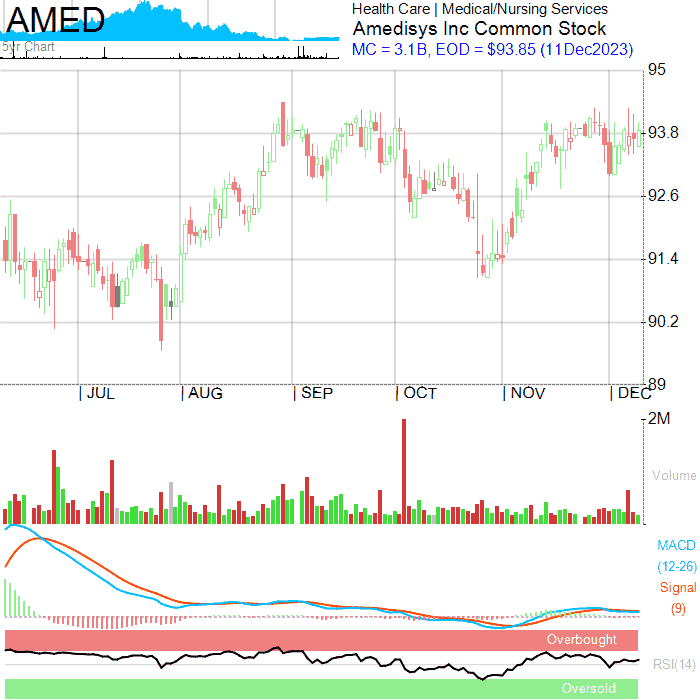 AMED
5yr Chart
Health Care | Medical/Nursing Services
Amedisys Inc Common Stock
MC = 3.1B, EOD = $93.85 (11Dec2023)
95
93.8
92.6
91.4
90.2
89
| JUL | AUG | SEP | OCT | NOV | DEC
2M
Volume
MACD
(12-26)
Signal
(9)
Overbought
RSI(14)
Oversold